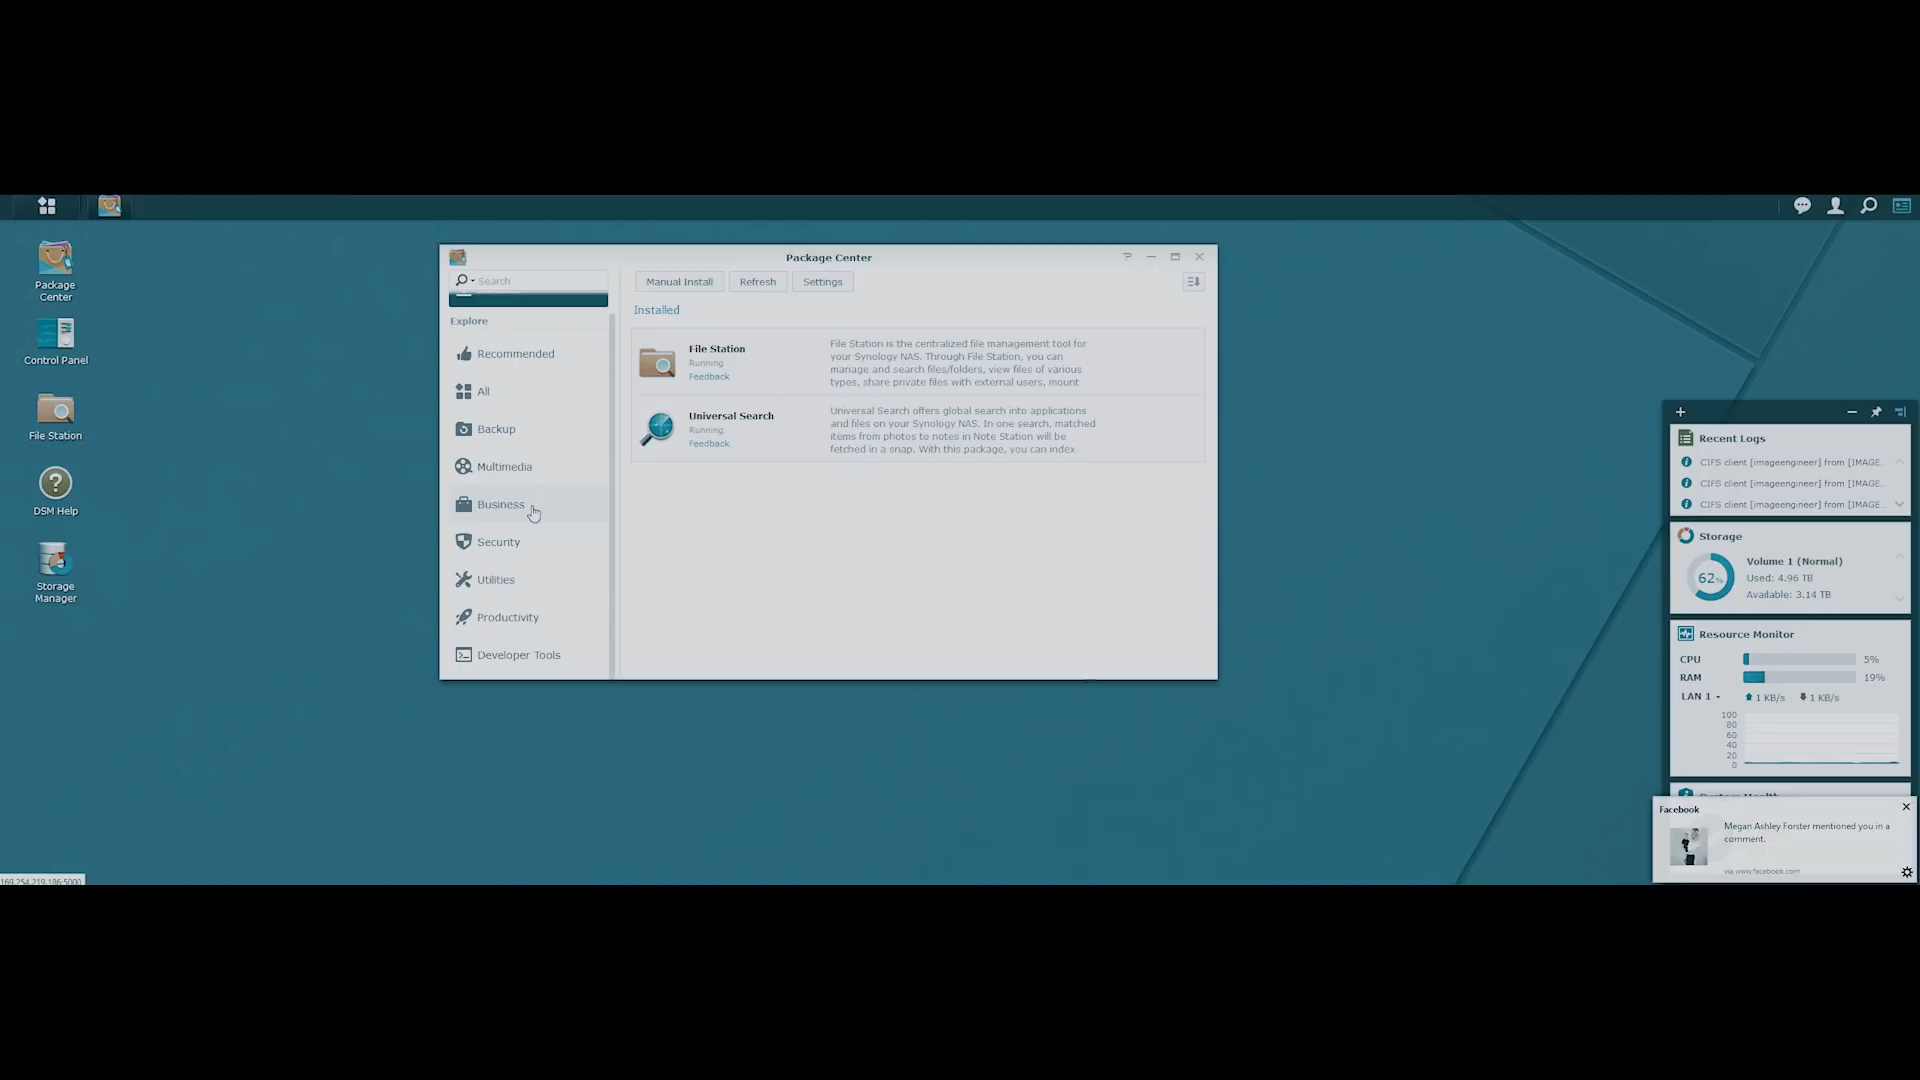 Package
Center
Control Panel
File Station
DSM Help
Storage
Manager
Package Center
Search
Manual Install
Refresh
Settings
Explore
Recommended
All
Backup
Multimedia
Business
Security
Utilities
Productivity
Developer Tools
Installed
File Station
Running
Feedback
File Station is the centralized file management tool for
your Synology NAS. Through File Station, you can
manage and search files/folders, view files of various
types, share private files with external users, mount
Universal Search
Running
Feedback
Universal Search offers global search into applications
and files on your Synology NAS. In one search, matched
items from photos to notes in Note Station will be
fetched in a snap. With this package, you can index
Recent Logs
CIFS client [imageengineer] from [IMAGE...
CIFS client [imageengineer] from [IMAGE...
CIFS client [imageengineer] from [IMAGE...
Storage
62%
Volume 1 (Normal)
Used: 4.96 TB
Available: 3.14 TB
Resource Monitor
CPU 5%
RAM 19%
LAN 1 1 KB/s 1 KB/s
100
80
60
40
20
0
System Health
Facebook
Megan Ashley Forster mentioned you in a
comment.
via www.facebook.com
169.254.219.186:5000